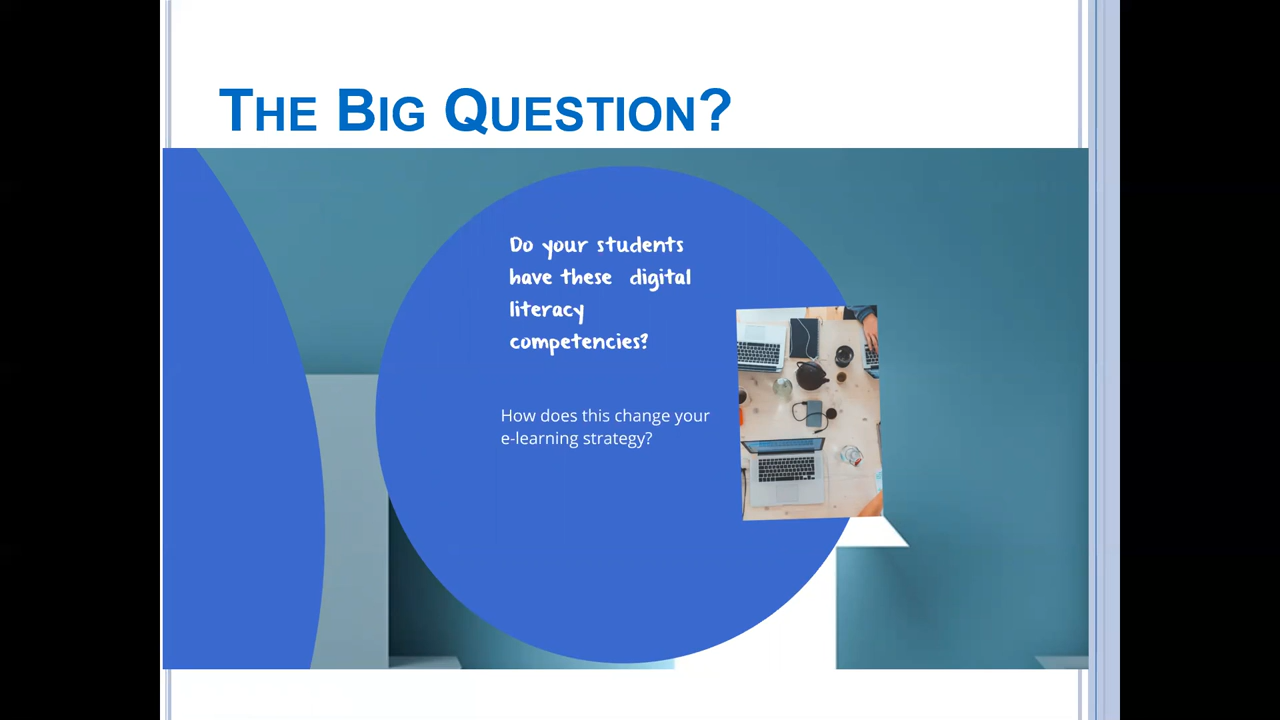 The Big Question?
Do your students
have these digital
literacy
competencies?
How does this change your
e-learning strategy?